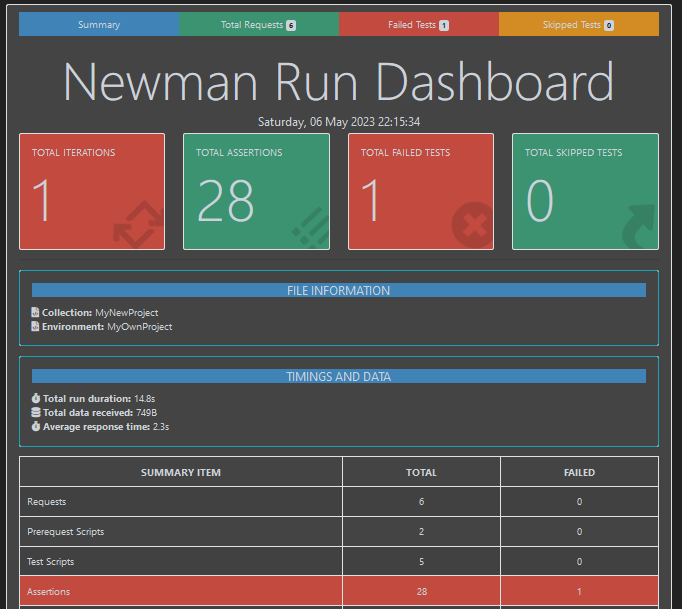 Summary Total Requests 6 Failed Tests 1 Skipped Tests 0
Newman Run Dashboard
Saturday, 06 May 2023 22:15:34
TOTAL ITERATIONS TOTAL ASSERTIONS TOTAL FAILED TESTS TOTAL SKIPPED TESTS
1 28 1 0
FILE INFORMATION
Collection: MyNewProject
Environment: MyOwnProject
TIMINGS AND DATA
Total run duration: 14.8s
Total data received: 749B
Average response time: 2.3s
SUMMARY ITEM TOTAL FAILED
Requests 6 0
Prerequest Scripts 2 0
Test Scripts 5 0
Assertions 28 1